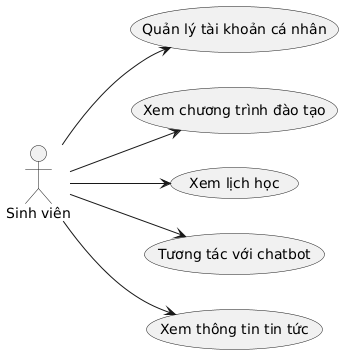 Quản lý tài khoản cá nhân
Xem chương trình đào tạo
Xem lịch học
Sinh viên
Tương tác với chatbot
Xem thông tin tin tức